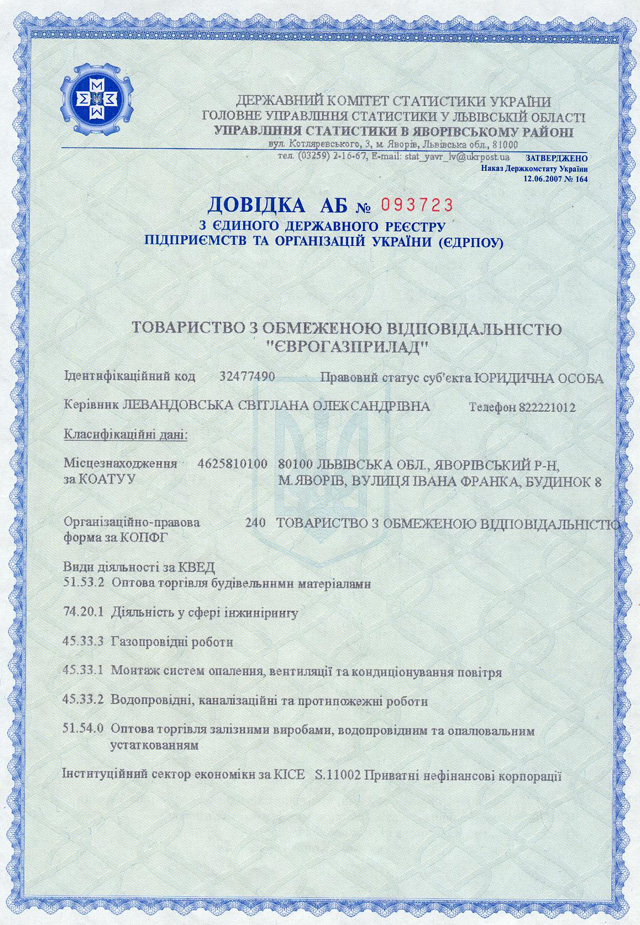 ДЕРЖАВНИЙ КОМІТЕТ СТАТИСТИКИ УКРАЇНИ
ГОЛОВНЕ УПРАВЛІННЯ СТАТИСТИКИ У ЛЬВІВСЬКІЙ ОБЛАСТІ
УПРАВЛІННЯ СТАТИСТИКИ В ЯВОРІВСЬКОМУ РАЙОНІ
вул. Котляревського, 3, м. Яворів, Львівська обл., 81000
тел. (03259) 2-16-67, E-mail: stat_yavr_lv@ukrpost.ua
ЗАТВЕРДЖЕНО
Наказ Держкомстату України
12.06.2007 № 164
ДОВІДКА АБ № 093723
З ЄДИНОГО ДЕРЖАВНОГО РЕЄСТРУ
ПІДПРИЄМСТВ ТА ОРГАНІЗАЦІЙ УКРАЇНИ (ЄДРПОУ)
ТОВАРИСТВО З ОБМЕЖЕНОЮ ВІДПОВІДАЛЬНІСТЮ
"ЄВРОГАЗПРИЛАД"
Ідентифікаційний код 32477490 Правовий статус суб'єкта ЮРИДИЧНА ОСОБА
Керівник ЛЕВАНДОВСЬКА СВІТЛАНА ОЛЕКСАНДРІВНА Телефон 822221012
Класифікаційні дані:
Місцезнаходження 4625810100 80100 ЛЬВІВСЬКА ОБЛ., ЯВОРІВСЬКИЙ Р-Н,
за КОАТУУ М.ЯВОРІВ, ВУЛИЦЯ ІВАНА ФРАНКА, БУДИНОК 8
Організаційно-правова 240 ТОВАРИСТВО З ОБМЕЖЕНОЮ ВІДПОВІДАЛЬНІСТЮ
форма за КОПФГ
Види діяльності за КВЕД
51.53.2 Оптова торгівля будівельними матеріалами
74.20.1 Діяльність у сфері інжинірингу
45.33.3 Газопровідні роботи
45.33.1 Монтаж систем опалення, вентиляції та кондиціонування повітря
45.33.2 Водопровідні, каналізаційні та протипожежні роботи
51.54.0 Оптова торгівля залізними виробами, водопровідним та опалювальним
устаткованням
Інституційний сектор економіки за КІСЕ S.11002 Приватні нефінансові корпорації